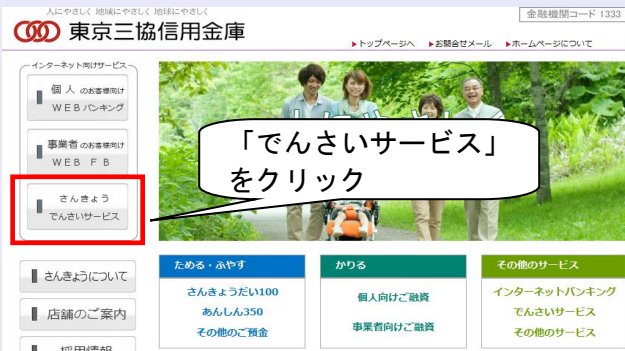 人にやさしく 地域にやさしく 地球にやさしく
金融機関コード 1333
東京三協信用金庫
▶トップページへ ▶お問合せメール ▶ホームページについて
インターネット向けサービス
個 人 のお客様向け
WEBバンキング
事業者 のお客様向け
WEB FB
さんきょう
でんさいサービス
「でんさいサービス」
をクリック
さんきょうについて
店舗のご案内
採用情報
ためる・ふやす
さんきょうだい100
あんしん350
その他のご預金
かりる
個人向けご融資
事業者向けご融資
その他のサービス
インターネットバンキング
でんさいサービス
その他のサービス